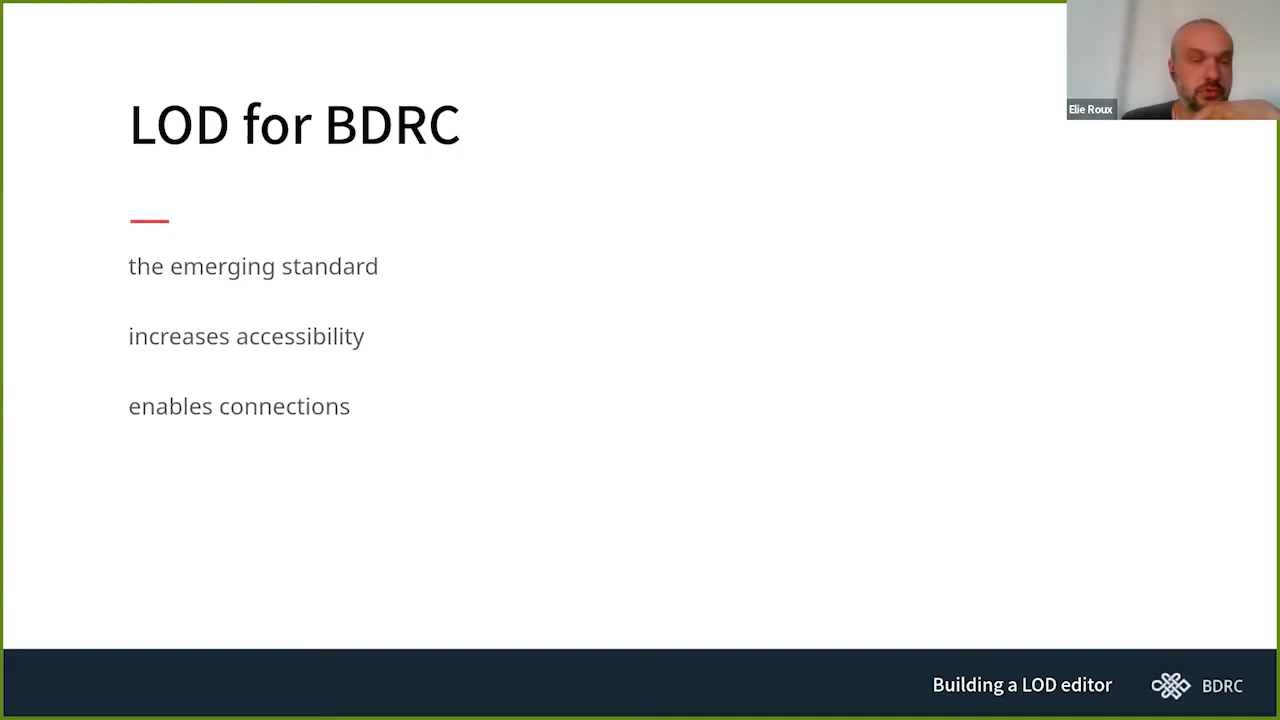 LOD for BDRC
Elie Roux
the emerging standard
increases accessibility
enables connections
Building a LOD editor
BDRC